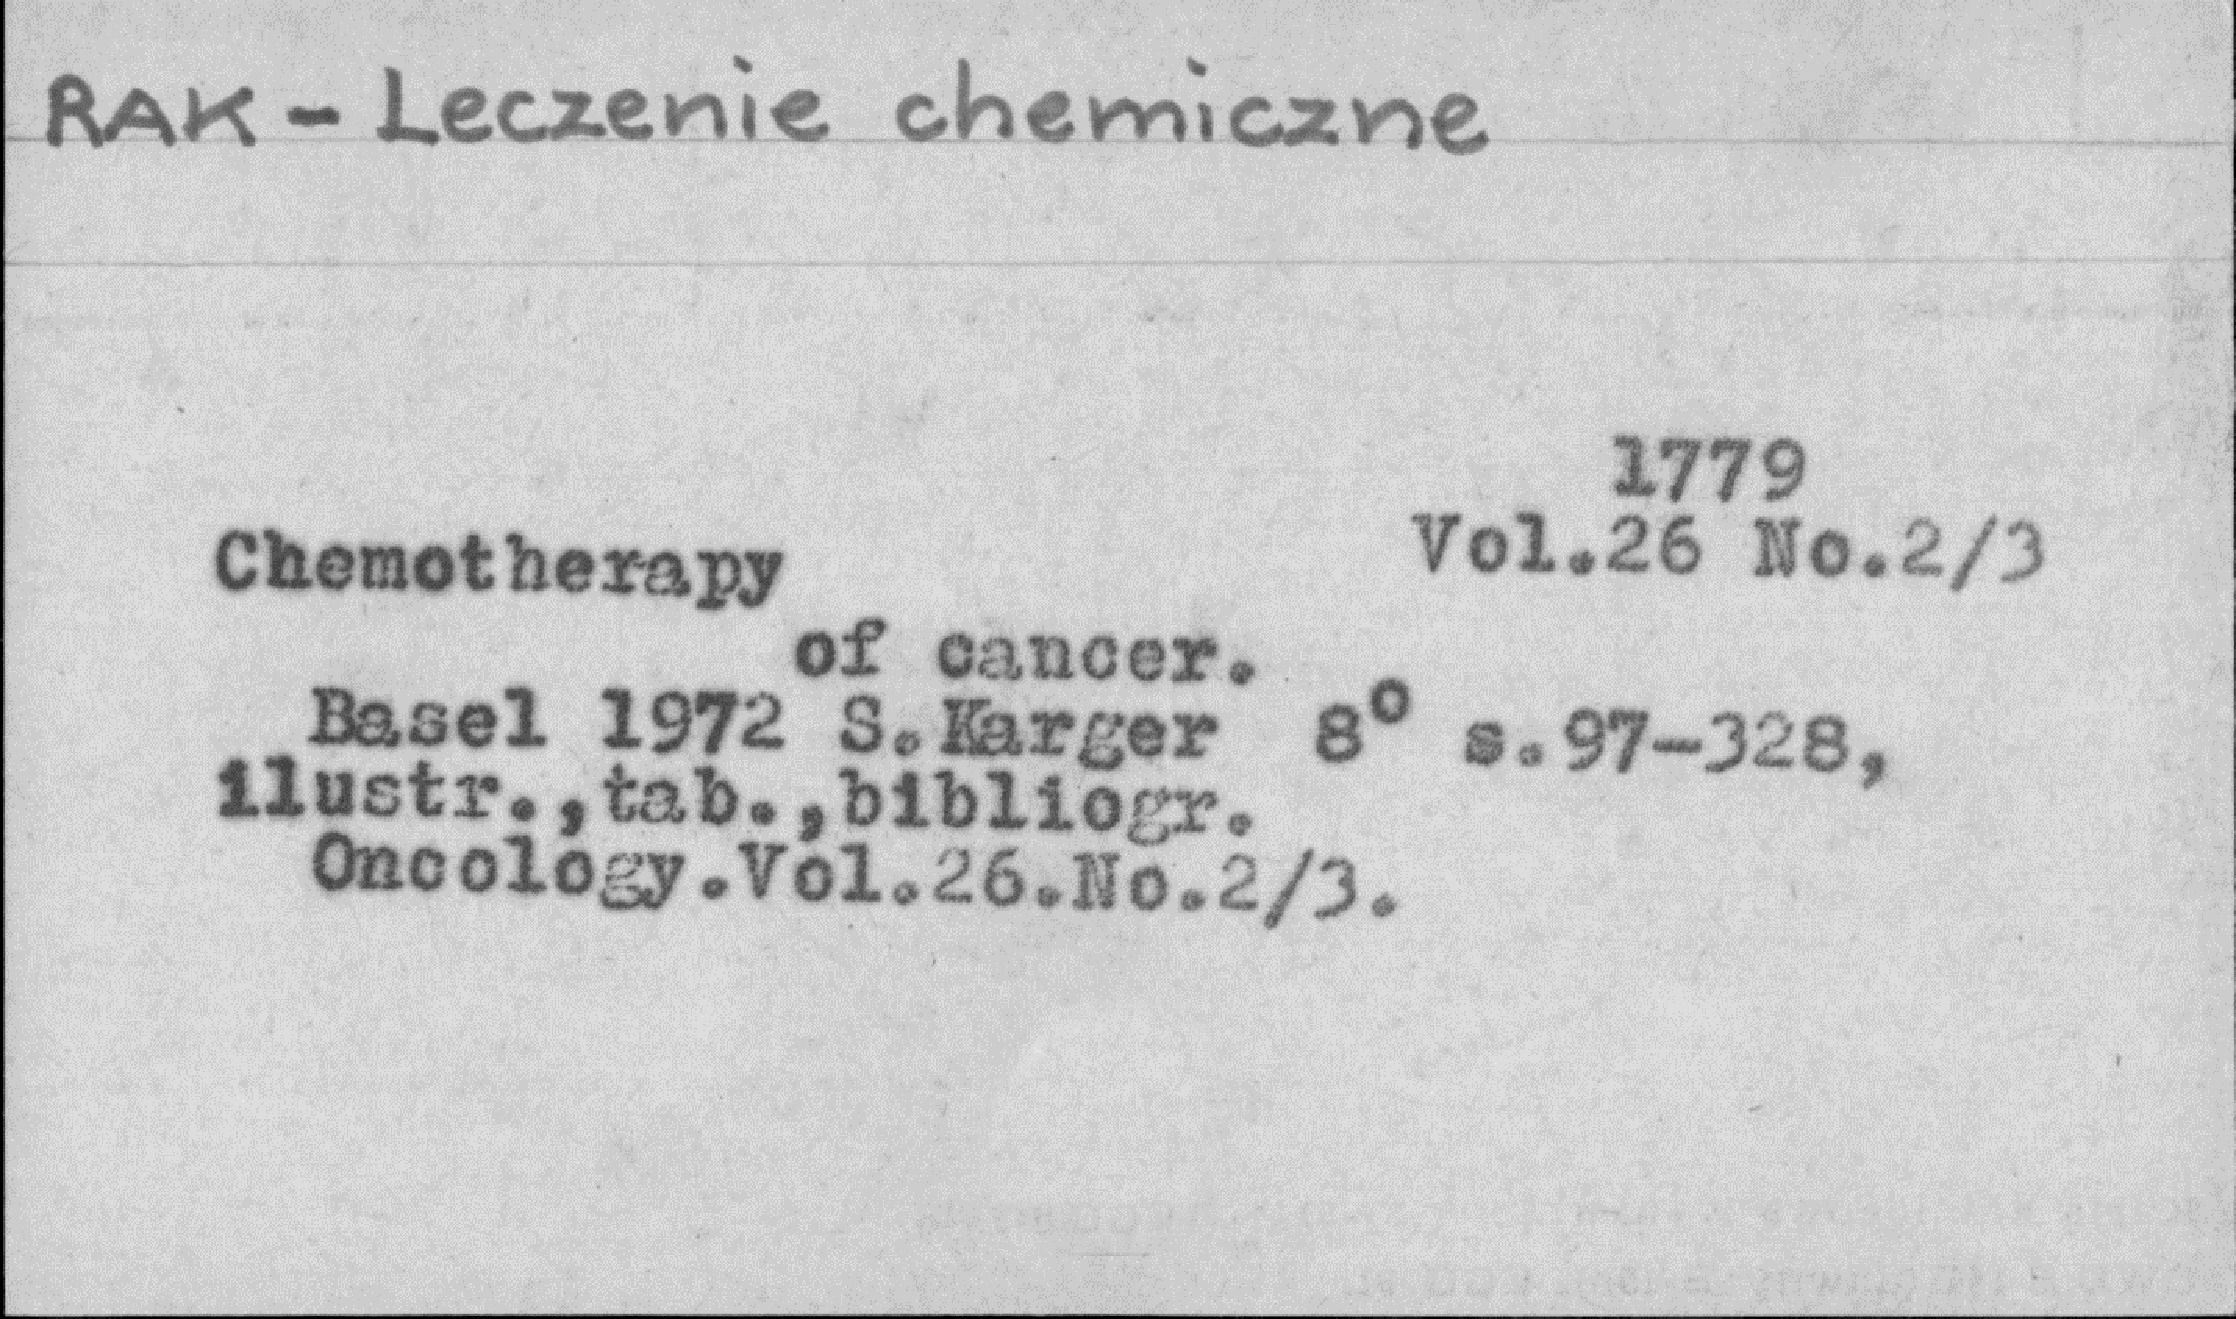 RAK - Leczenie chemiczne
1779
Vol.26 No.2/3
Chemotherapy
of cancer.
Basel 1972 S.Karger 8° s.97-328,
ilustr.,tab.,bibliogr.
Oncology.Vol.26.No.2/3.